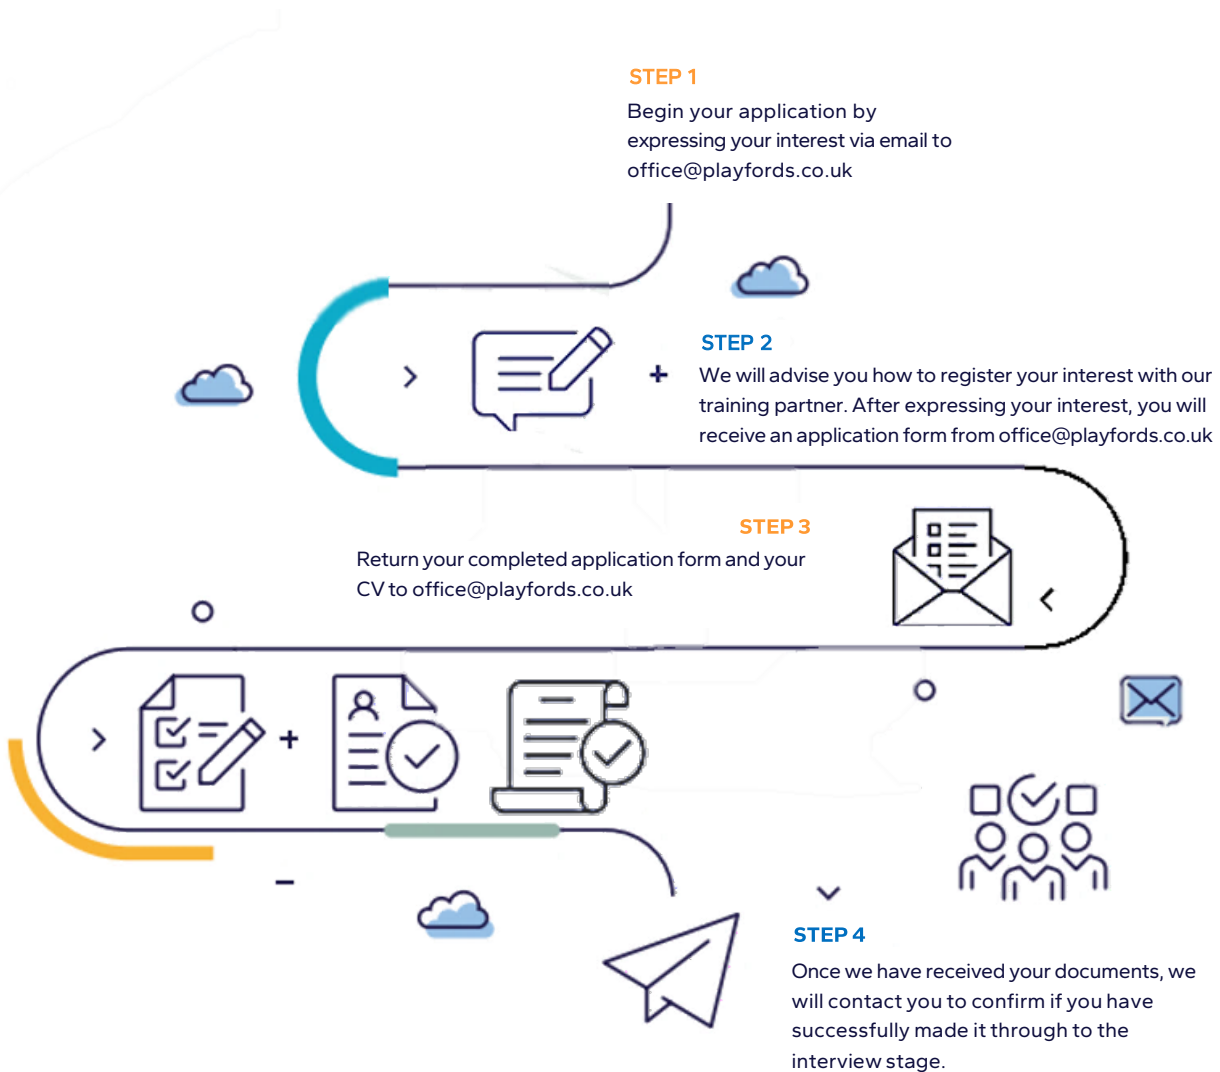 STEP 1
Begin your application by
expressing your interest via email to
office@playfords.co.uk
STEP 2
We will advise you how to register your interest with our
training partner. After expressing your interest, you will
receive an application form from office@playfords.co.uk
STEP 3
Return your completed application form and your
CV to office@playfords.co.uk
STEP 4
Once we have received your documents, we
will contact you to confirm if you have
successfully made it through to the
interview stage.